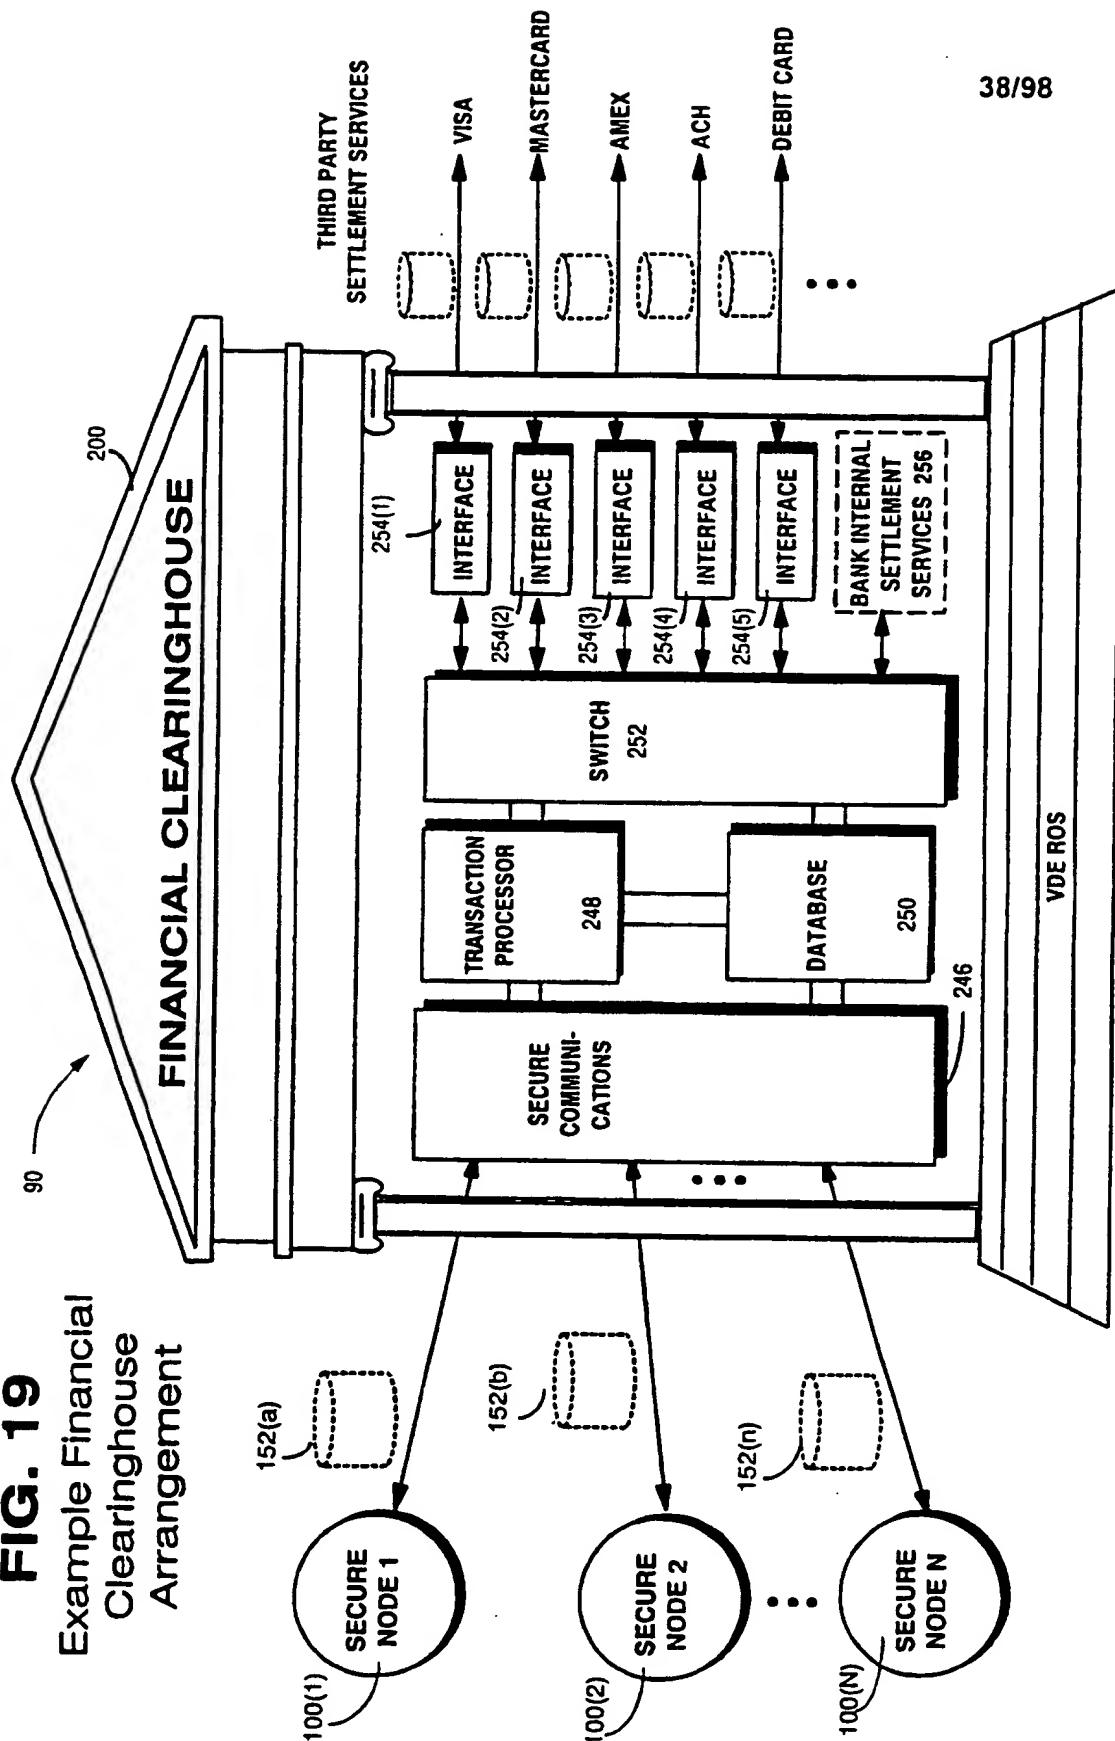 38/98
FIG. 19
Example Financial
Clearinghouse
Arrangement
90
200
FINANCIAL CLEARINGHOUSE
THIRD PARTY
SETTLEMENT SERVICES
SECURE
NODE 1
100(1)
152(a)
SECURE
NODE 2
100(2)
152(b)
SECURE
NODE N
100(N)
152(n)
SECURE
COMMUNI-
CATIONS
246
TRANSACTION
PROCESSOR
248
DATABASE
250
SWITCH
252
254(1)
INTERFACE
VISA
254(2)
INTERFACE
MASTERCARD
254(3)
INTERFACE
AMEX
254(4)
INTERFACE
ACH
254(5)
INTERFACE
DEBIT CARD
BANK INTERNAL
SETTLEMENT
SERVICES 256
VDE ROS